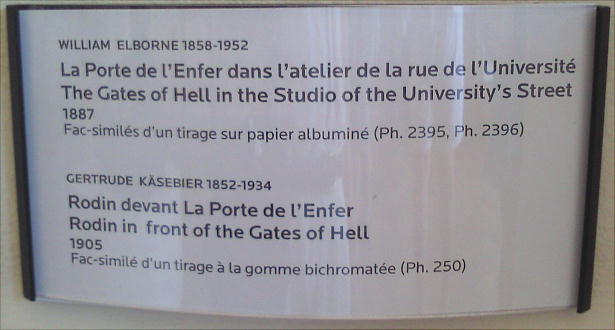 WILLIAM ELBORNE 1858-1952
La Porte de l'Enfer dans l'atelier de la rue de l'Université
The Gates of Hell in the Studio of the University's Street
1887
Fac-similés d'un tirage sur papier albuminé (Ph. 2395, Ph. 2396)
GERTRUDE KÄSEBIER 1852-1934
Rodin devant La Porte de l'Enfer
Rodin in front of the Gates of Hell
1905
Fac-similé d'un tirage à la gomme bichromatée (Ph. 250)